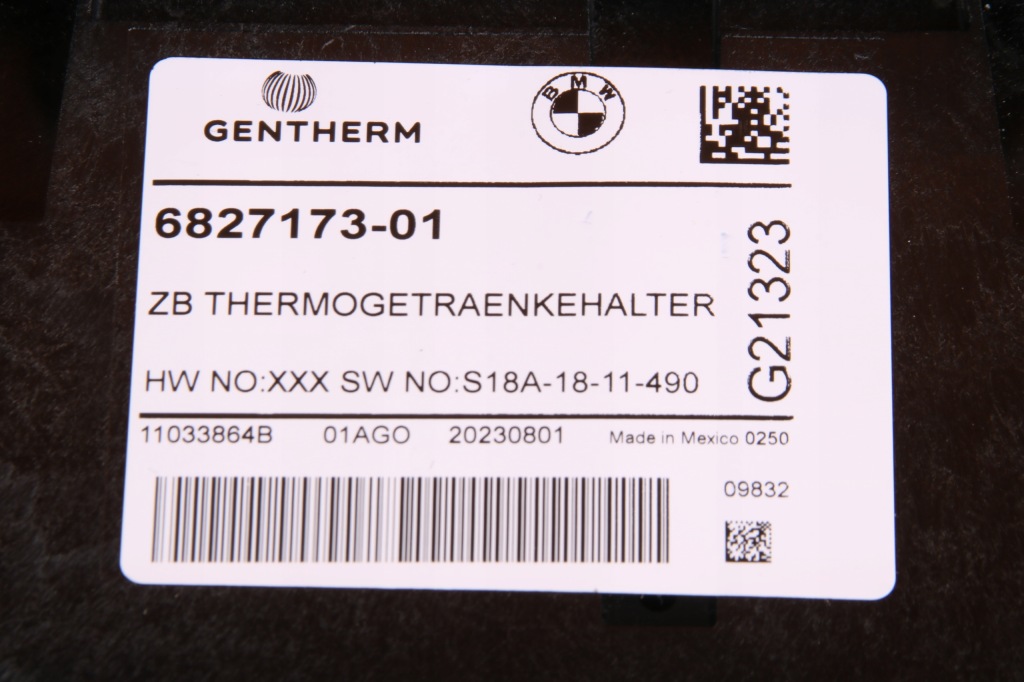 GENTHERM
BMW
6827173-01
ZB THERMOGETRAENKEHALTER
HW NO:XXX SW NO:S18A-18-11-490
G21323
11033864B 01AGO 20230801 Made in Mexico 0250
09832